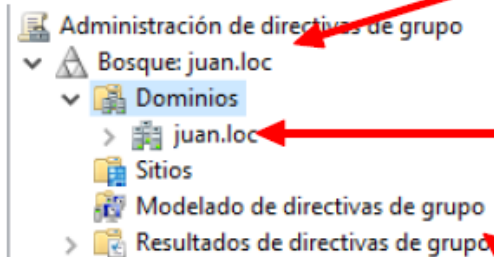 Administración de directivas de grupo
Bosque: juan.loc
Dominios
juan.loc
Sitios
Modelado de directivas de grupo
Resultados de directivas de grupo